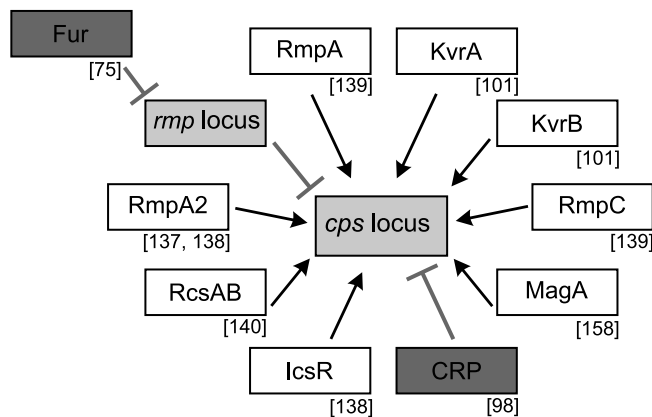 Fur
[75]
RmpA
[139]
KvrA
[101]
rmp locus
KvrB
[101]
RmpA2
[137, 138]
cps locus
RmpC
[139]
RcsAB
[140]
MagA
[158]
IcsR
[138]
CRP
[98]